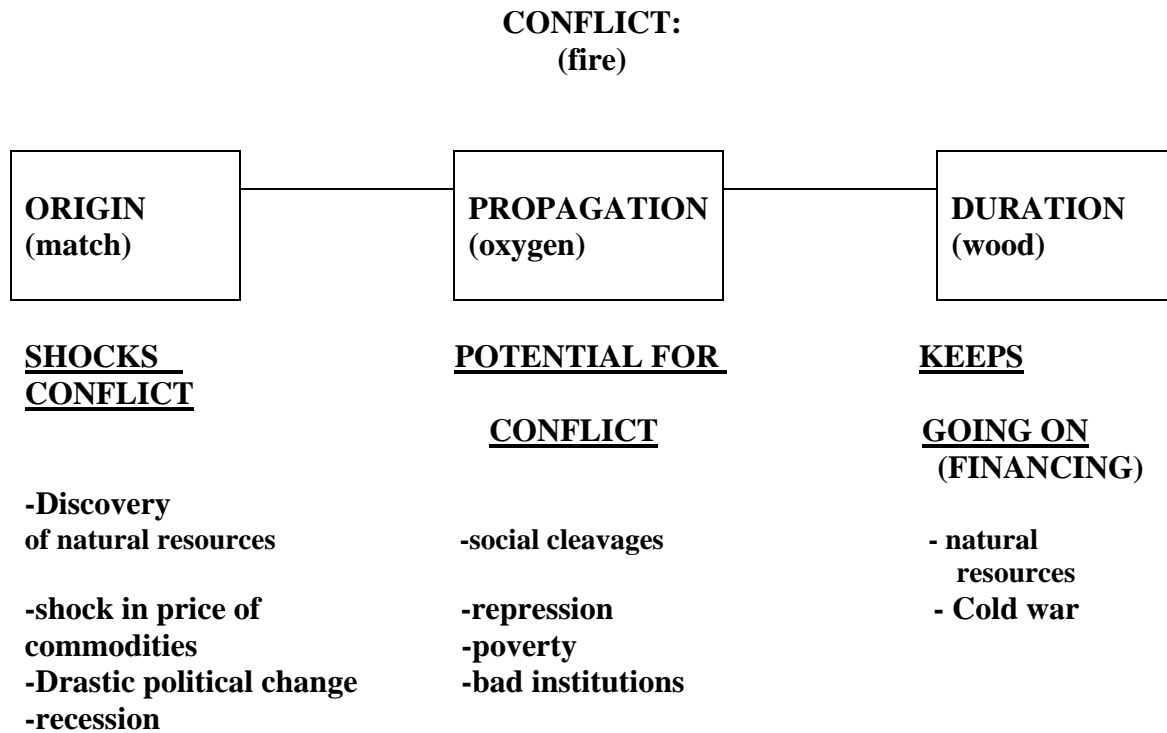 CONFLICT:
(fire)
ORIGIN
(match)
PROPAGATION
(oxygen)
DURATION
(wood)
SHOCKS
CONFLICT
-Discovery
of natural resources
-shock in price of
commodities
-Drastic political change
-recession
POTENTIAL FOR
CONFLICT
-social cleavages
-repression
-poverty
-bad institutions
KEEPS
GOING ON
(FINANCING)
- natural
resources
- Cold war